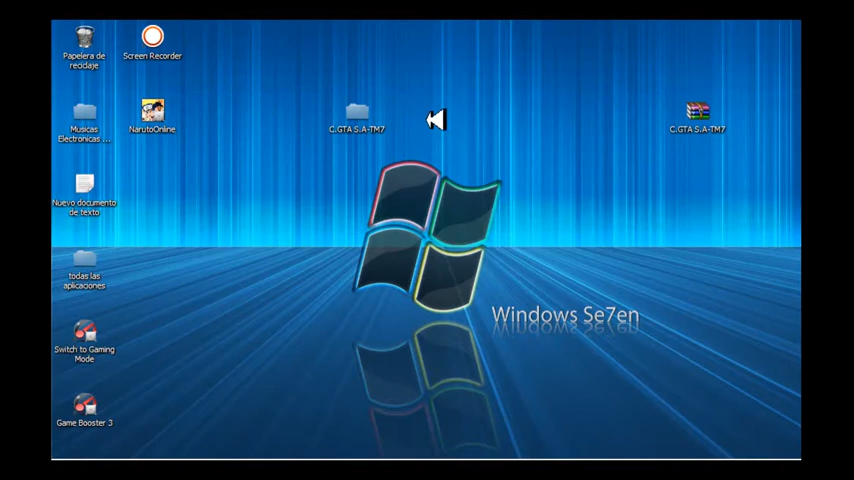 Papelera de
reciclaje
Screen Recorder
Musicas
Electronicas ...
NarutoOnline
C.GTA S.A-TM7
C.GTA S.A-TM7
Nuevo documento
de texto
todas las
aplicaciones
Windows Se7en
Switch to Gaming
Mode
Game Booster 3